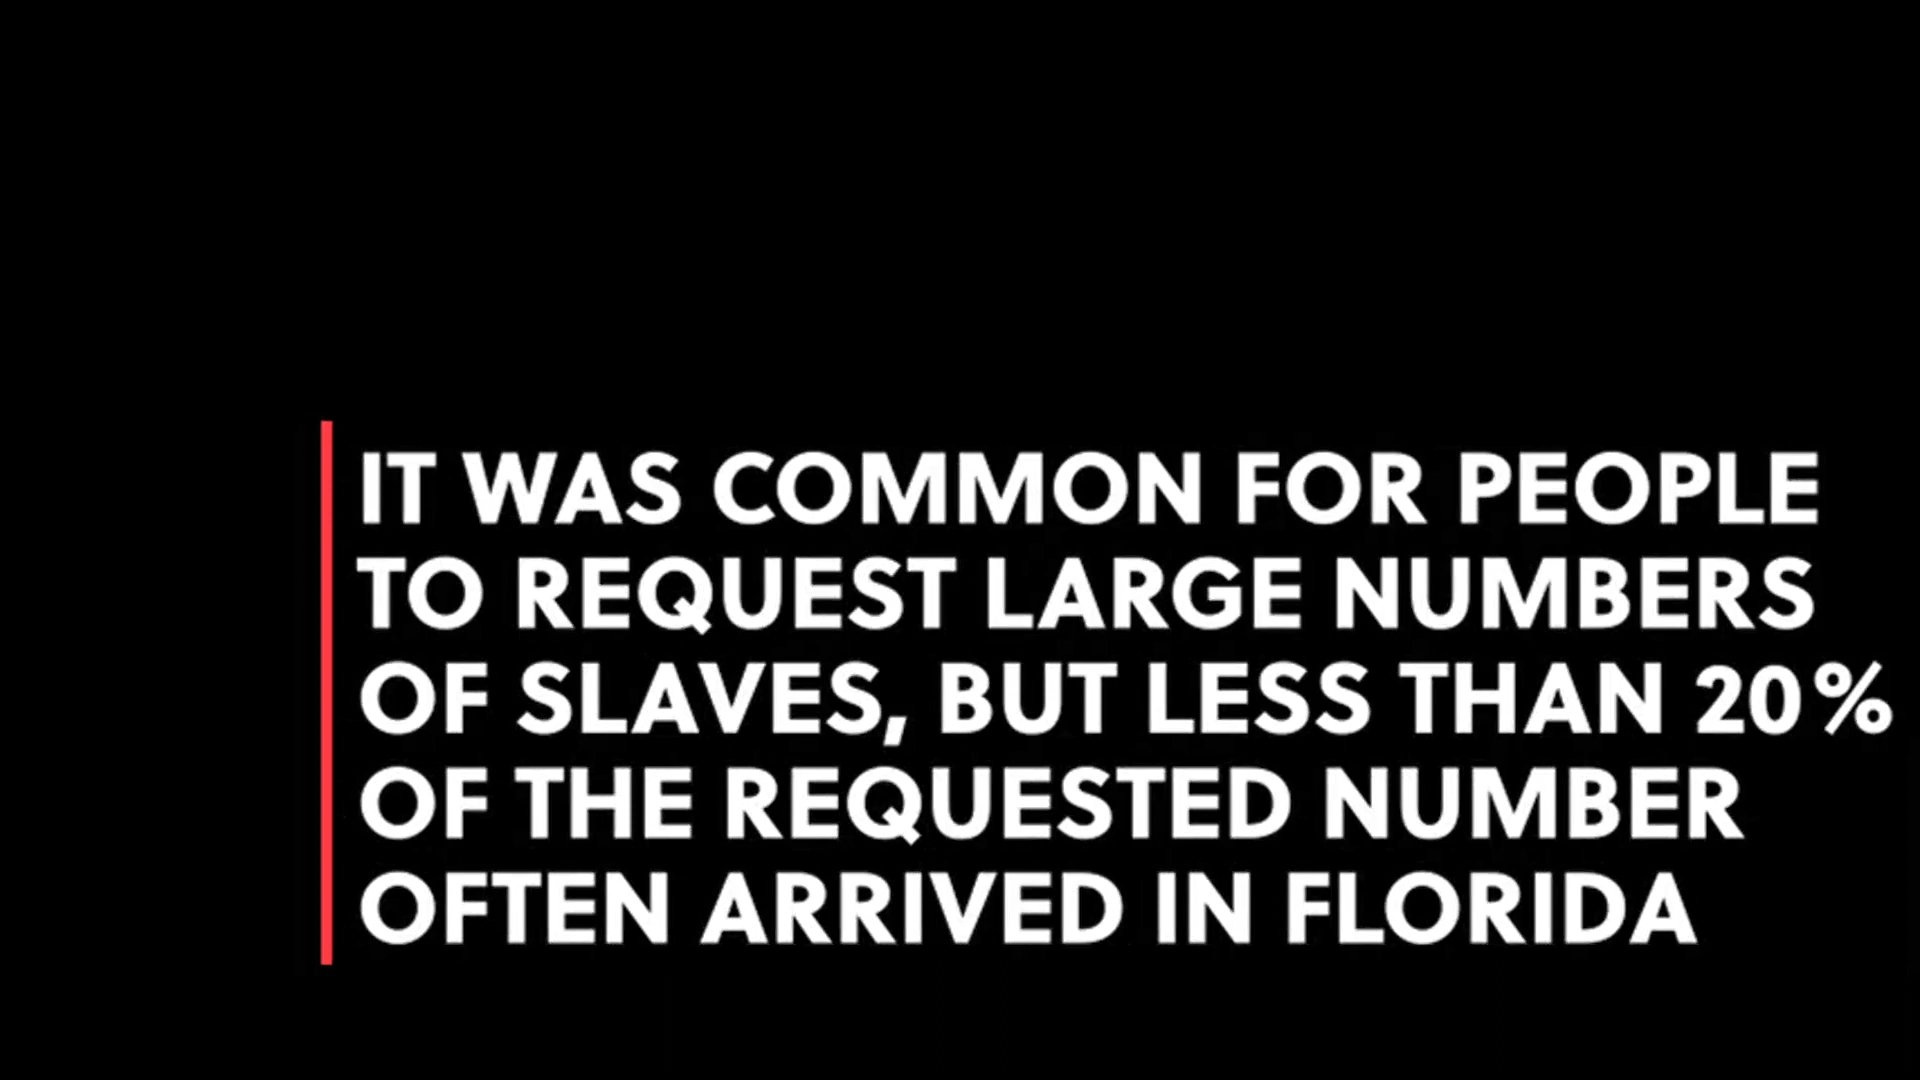 IT WAS COMMON FOR PEOPLE
TO REQUEST LARGE NUMBERS
OF SLAVES, BUT LESS THAN 20%
OF THE REQUESTED NUMBER
OFTEN ARRIVED IN FLORIDA